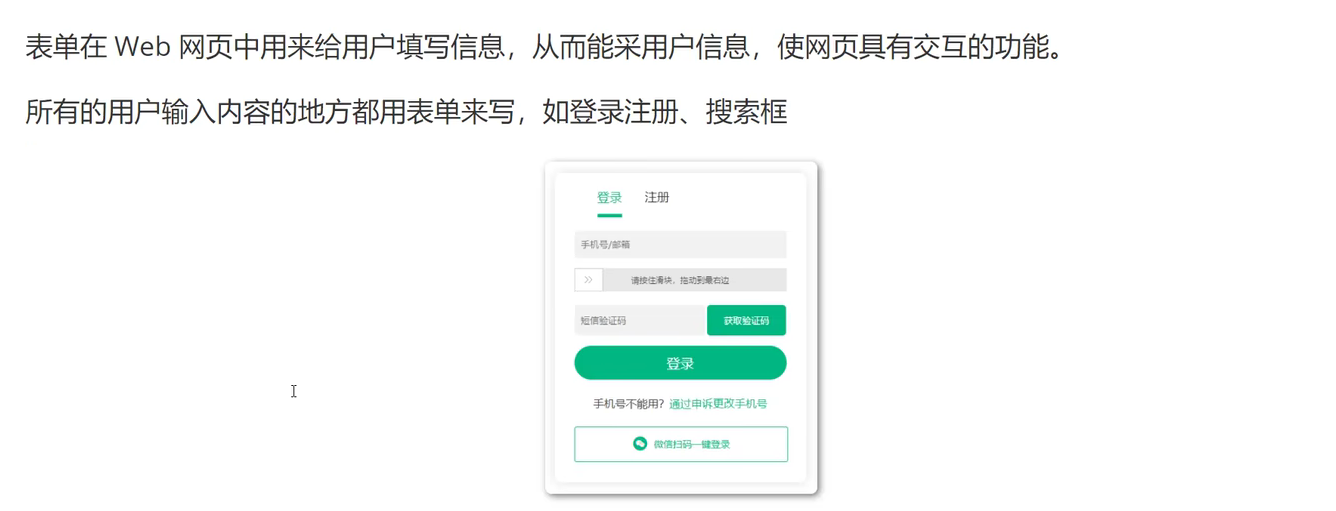 表单在 Web 网页中用来给用户填写信息，从而能采用户信息，使网页具有交互的功能。
所有的用户输入内容的地方都用表单来写，如登录注册、搜索框
登录 注册
手机号/邮箱
>> 请按住滑块，拖动到最右边
短信验证码 获取验证码
登录
手机号不能用？通过申诉更改手机号
微信扫码一键登录